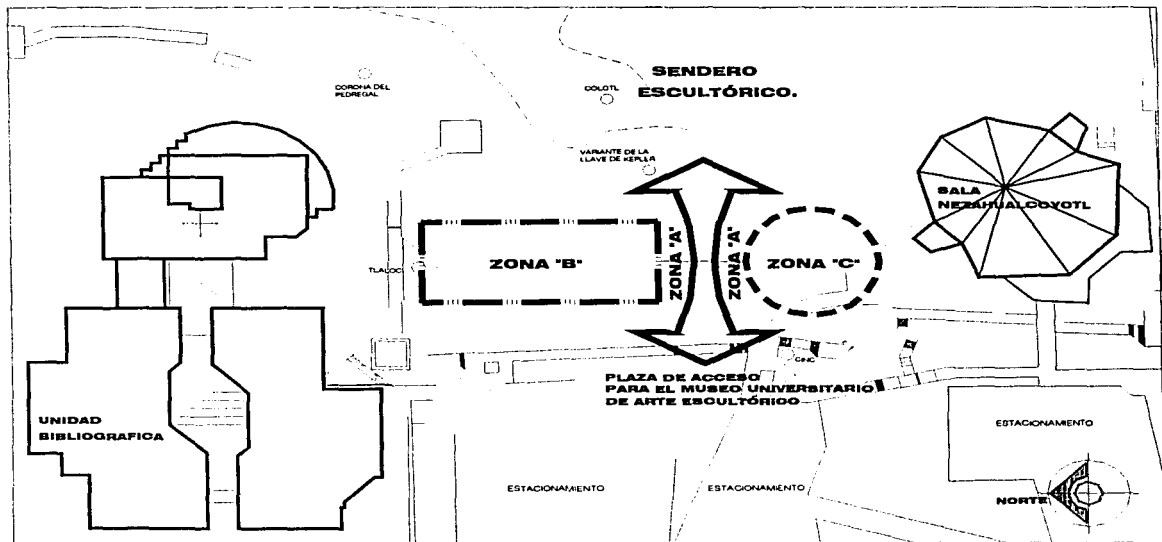 SENDERO
ESCULTÓRICO.
CORONA DEL
PEDREGAL
COLOTL
VARIANTE DE LA
LLAVE DE KEPLER
SALA
NEZAHUALCOYOTL
TLALOC
ZONA "B"
ZONA "A"
ZONA "A"
ZONA "C"
PLAZA DE ACCESO
PARA EL MUSEO UNIVERSITARIO
DE ARTE ESCULTÓRICO
UNIDAD
BIBLIOGRAFICA
ESTACIONAMIENTO
ESTACIONAMIENTO
ESTACIONAMIENTO
NORTE